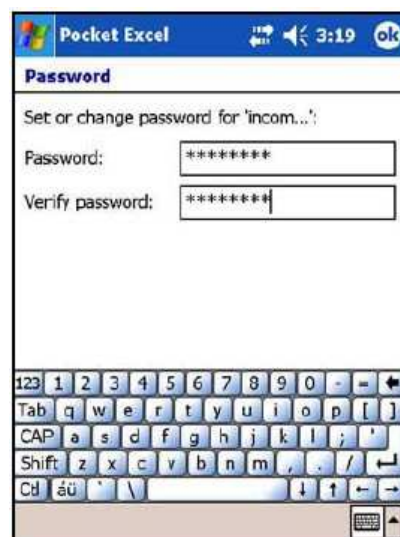 Pocket Excel 3:19 ok
Password
Set or change password for 'incom...':
Password: ********
Verify password: ********
123 1 2 3 4 5 6 7 8 9 0 - =
Tab q w e r t y u i o p [ ]
CAP a s d f g h j k l ; '
Shift z x c v b n m , . /
Ctl áü ` \